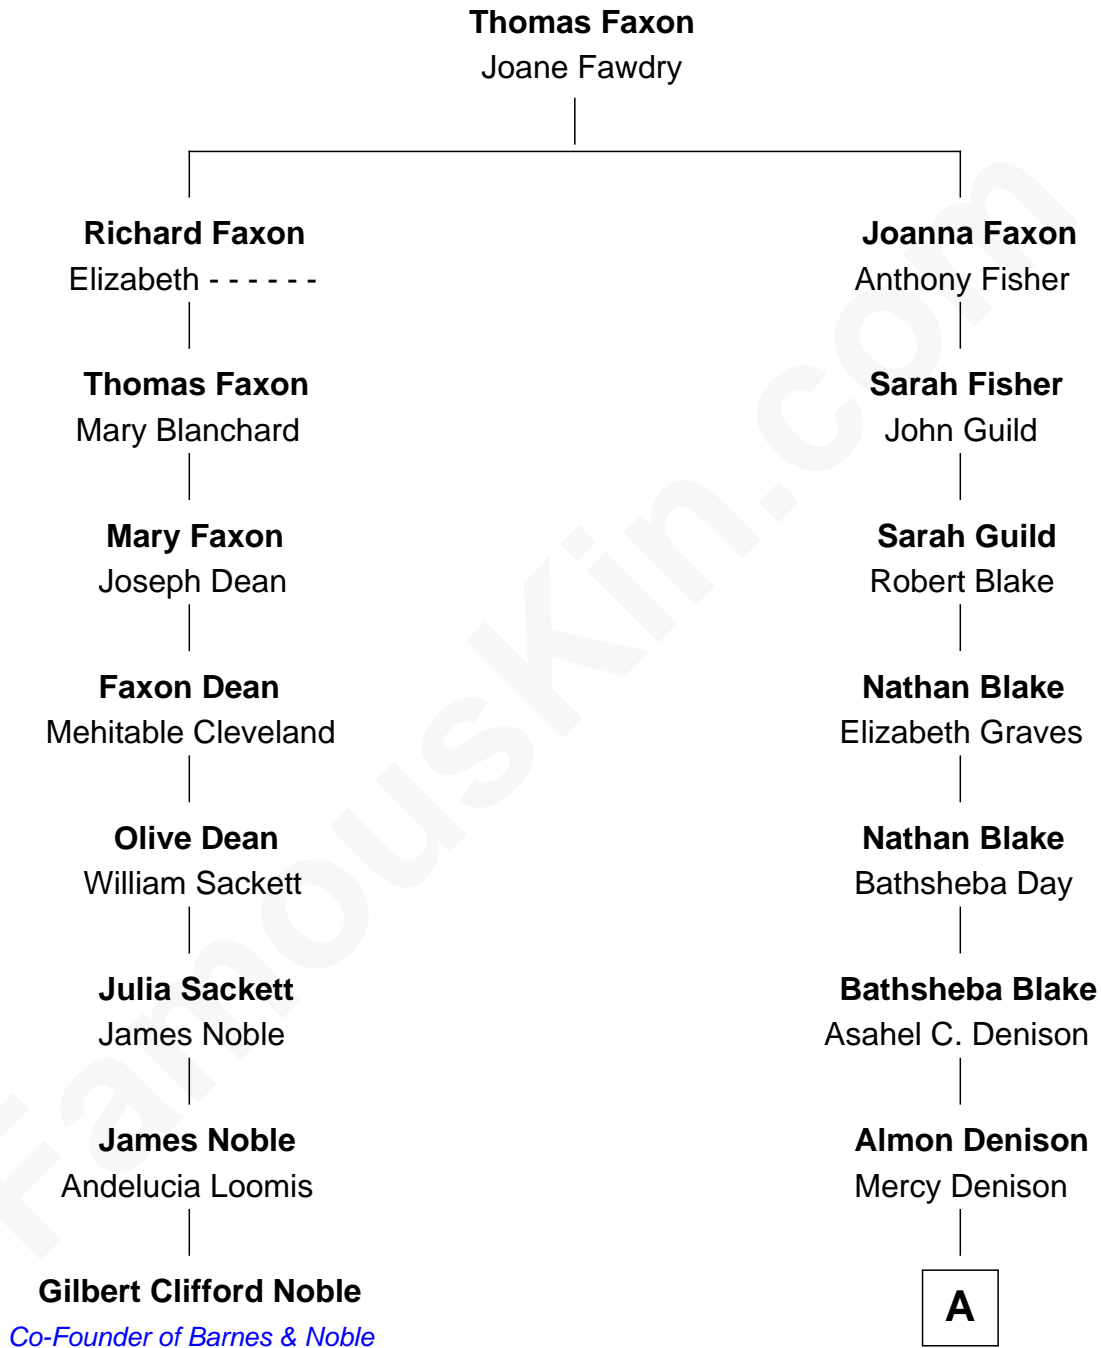 Thomas Faxon
Joane Fawdry
Richard Faxon
Elizabeth - - - - - -
Thomas Faxon
Mary Blanchard
Mary Faxon
Joseph Dean
Faxon Dean
Mehitable Cleveland
Olive Dean
William Sackett
Julia Sackett
James Noble
James Noble
Andelucia Loomis
Gilbert Clifford Noble
Co-Founder of Barnes & Noble
Joanna Faxon
Anthony Fisher
Sarah Fisher
John Guild
Sarah Guild
Robert Blake
Nathan Blake
Elizabeth Graves
Nathan Blake
Bathsheba Day
Bathsheba Blake
Asahel C. Denison
Almon Denison
Mercy Denison
A
FamousKin.com